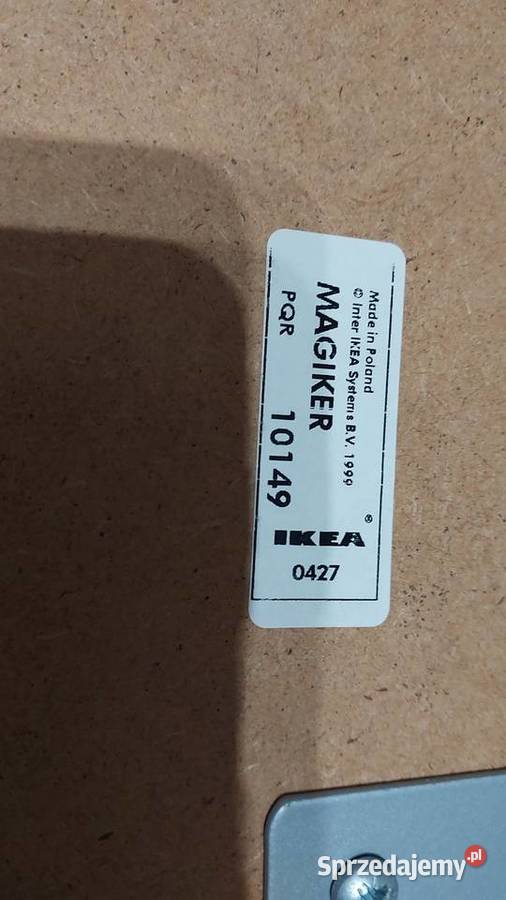 Made in Poland
© Inter IKEA Systems B.V. 1999
MAGIKER
PQR 10149
IKEA®
0427
Sprzedajemy.pl